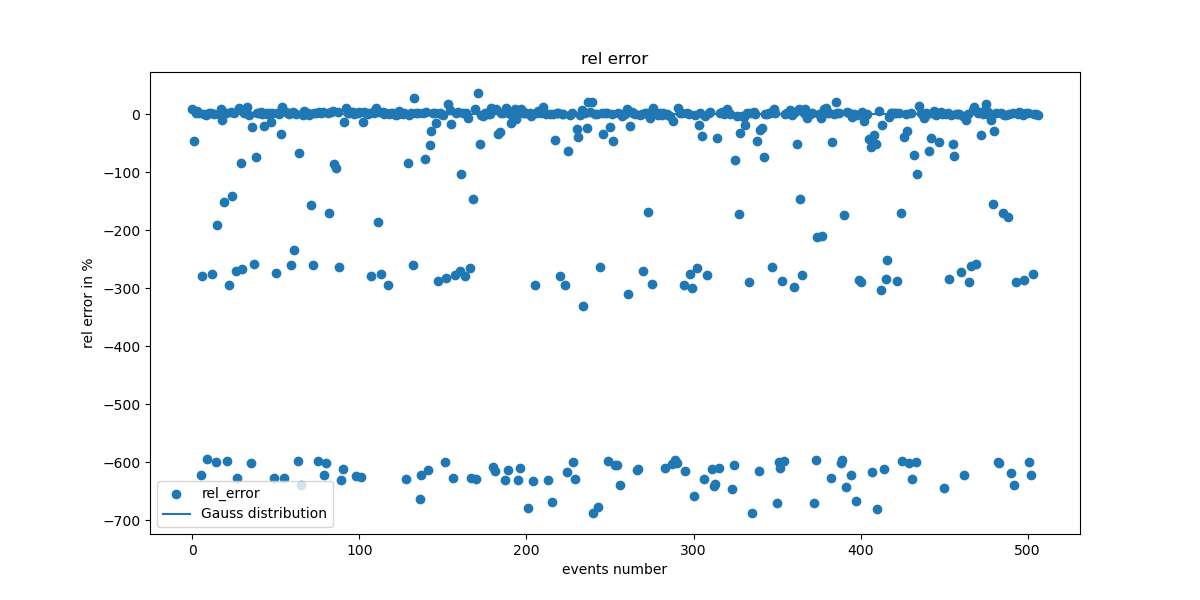 rel error
0
−100
−200
−300
−400
−500
−600
−700
rel error in %
rel_error
Gauss distribution
0 100 200 300 400 500
events number